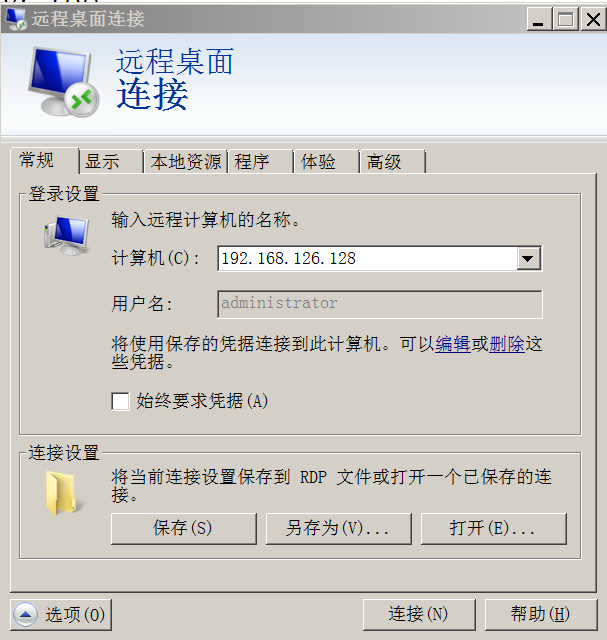 远程桌面连接
远程桌面
连接
常规 显示 本地资源 程序 体验 高级
登录设置
输入远程计算机的名称。
计算机(C): 192.168.126.128
用户名: administrator
将使用保存的凭据连接到此计算机。可以编辑或删除这
些凭据。
始终要求凭据(A)
连接设置
将当前连接设置保存到 RDP 文件或打开一个已保存的连
接。
保存(S) 另存为(V)... 打开(E)...
选项(O) 连接(N) 帮助(H)